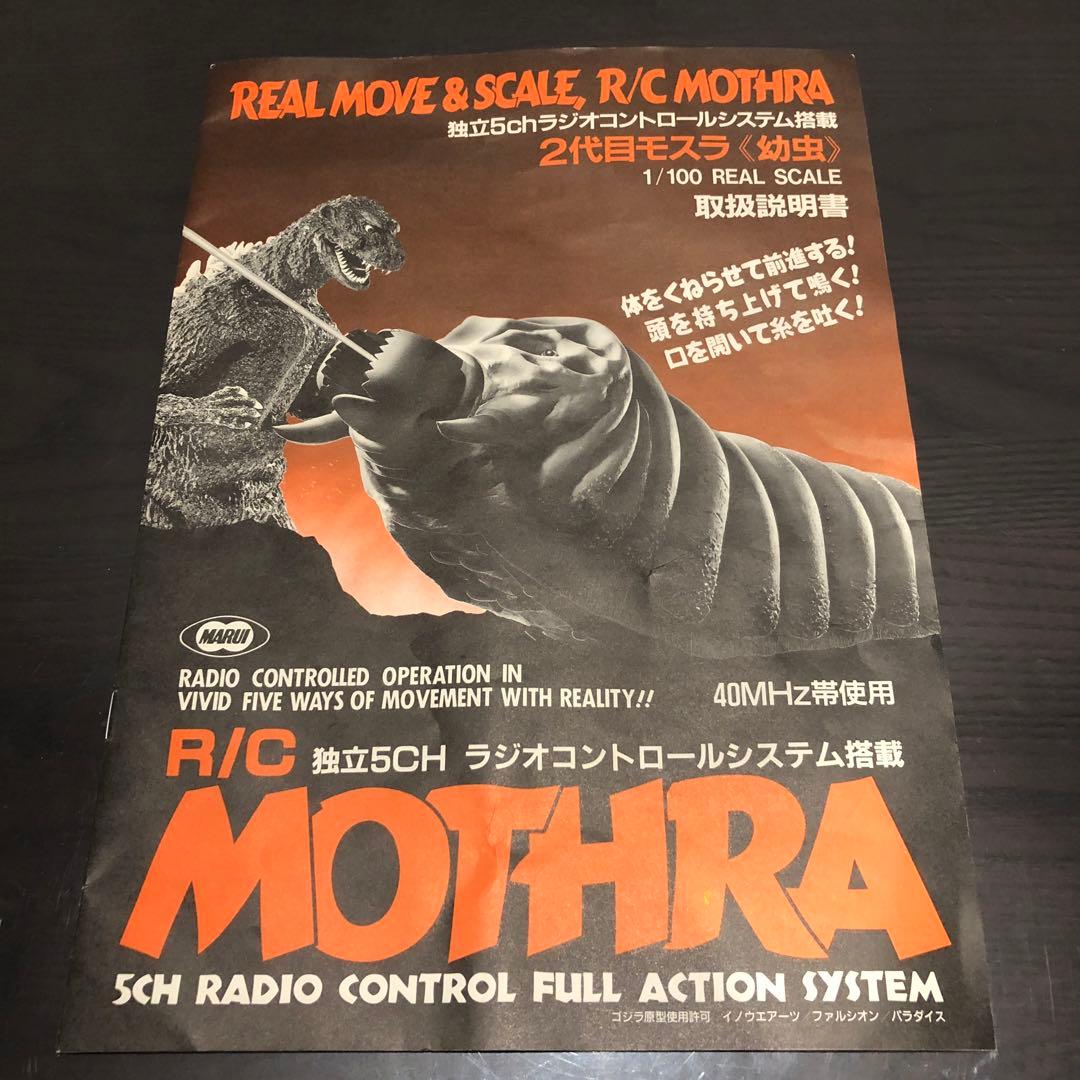 REAL MOVE & SCALE, R/C MOTHRA
独立5chラジオコントロールシステム搭載
2代目モスラ《幼虫》
1/100 REAL SCALE
取扱説明書
体をくねらせて前進する!
頭を持ち上げて鳴く!
口を開いて糸を吐く!
MARUI
RADIO CONTROLLED OPERATION IN
VIVID FIVE WAYS OF MOVEMENT WITH REALITY!!
40MHz帯使用
R/C 独立5CH ラジオコントロールシステム搭載
MOTHRA
5CH RADIO CONTROL FULL ACTION SYSTEM
ゴジラ原型使用許可 イノウエアーツ/ファルシオン/パラダイス